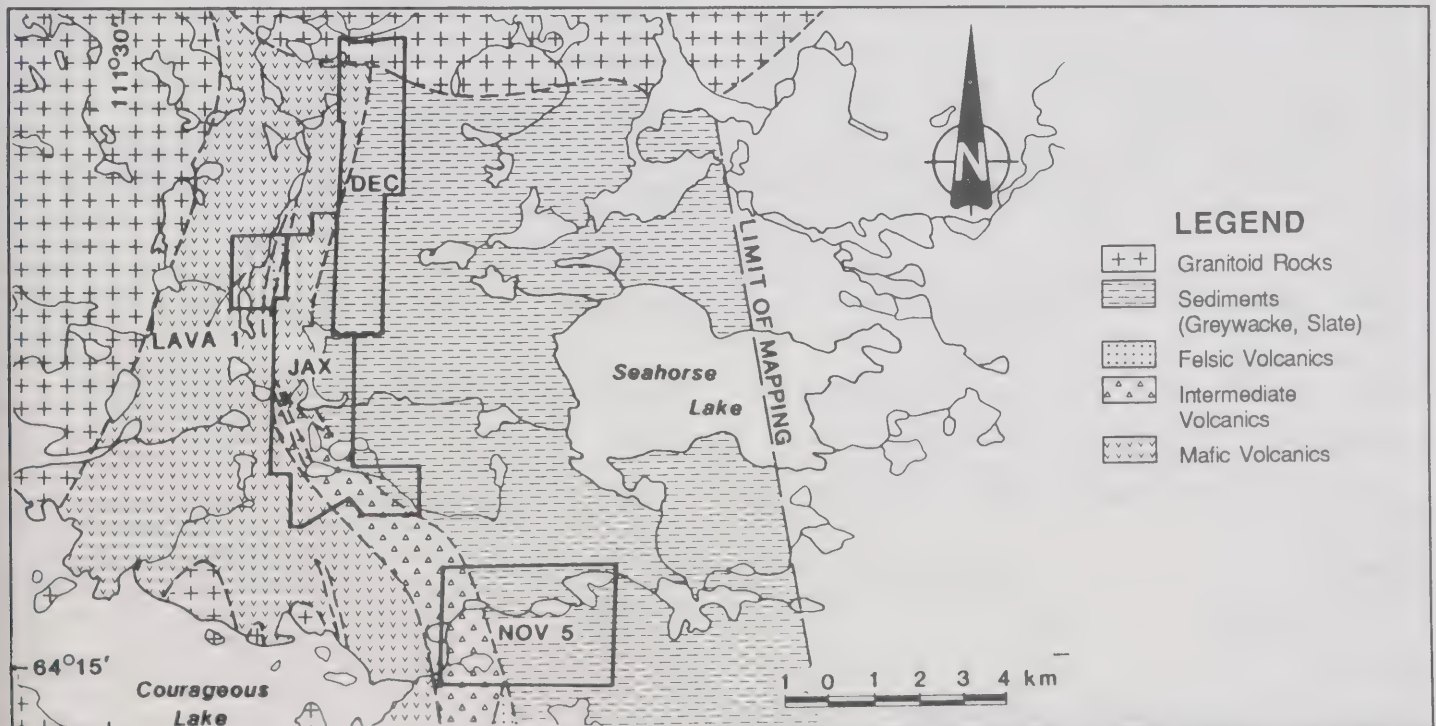 111°30'
N
DEC
LAVA 1
JAX
LIMIT OF MAPPING
Seahorse
Lake
NOV 5
64°15'
Courageous
Lake
LEGEND
Granitoid Rocks
Sediments
(Greywacke, Slate)
Felsic Volcanics
Intermediate
Volcanics
Mafic Volcanics
1 0 1 2 3 4 km